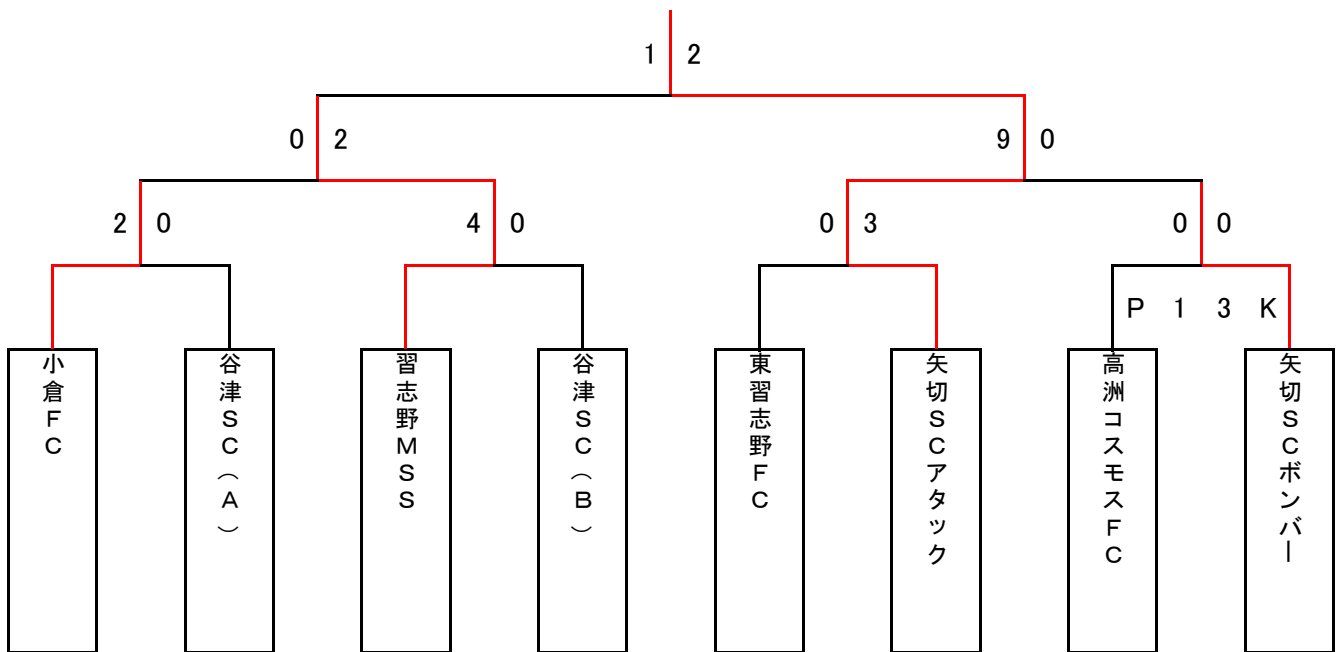 1 2
0 2
9 0
2 0
4 0
0 3
0 0
P 1 3 K
小倉FC
谷津SC(A)
習志野MSS
谷津SC(B)
東習志野FC
矢切SCアタック
高洲コスモスFC
矢切SCボンバー